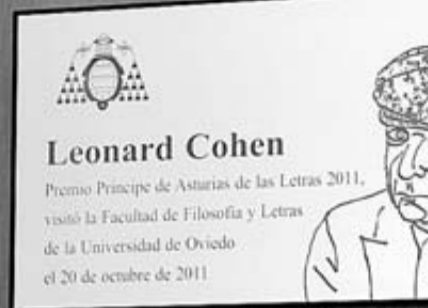 Leonard Cohen
Premio Príncipe de Asturias de las Letras 2011,
visitó la Facultad de Filosofía y Letras
de la Universidad de Oviedo
el 20 de octubre de 2011